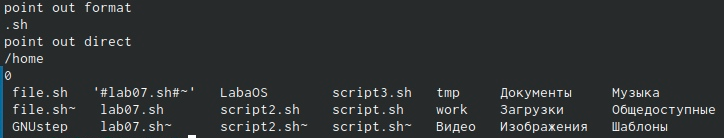 point out format
.sh
point out direct
/home
0
file.sh '#lab07.sh#~' LabaOS script3.sh tmp Документы Музыка
file.sh~ lab07.sh script2.sh script.sh work Загрузки Общедоступные
GNUstep lab07.sh~ script2.sh~ script.sh~ Видео Изображения Шаблоны